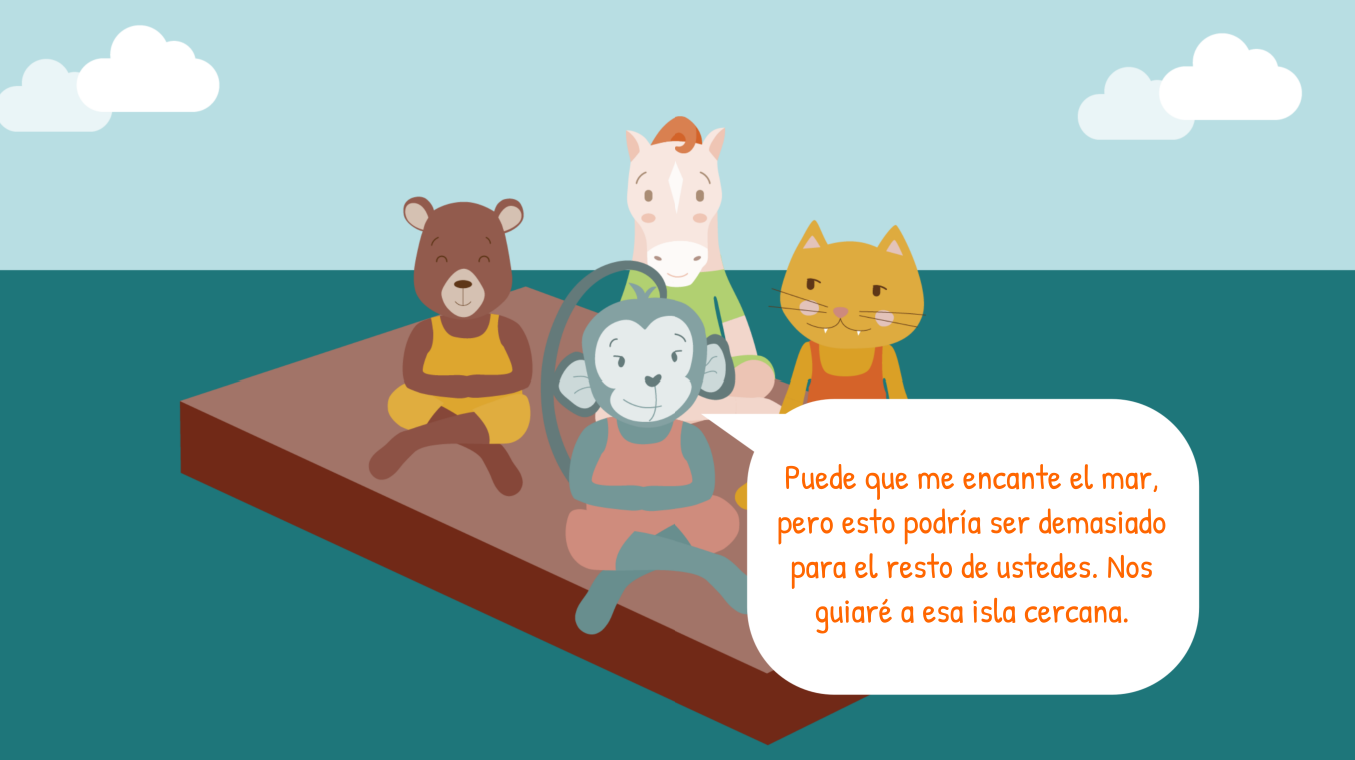 Puede que me encante el mar,
pero esto podría ser demasiado
para el resto de ustedes. Nos
guiaré a esa isla cercana.